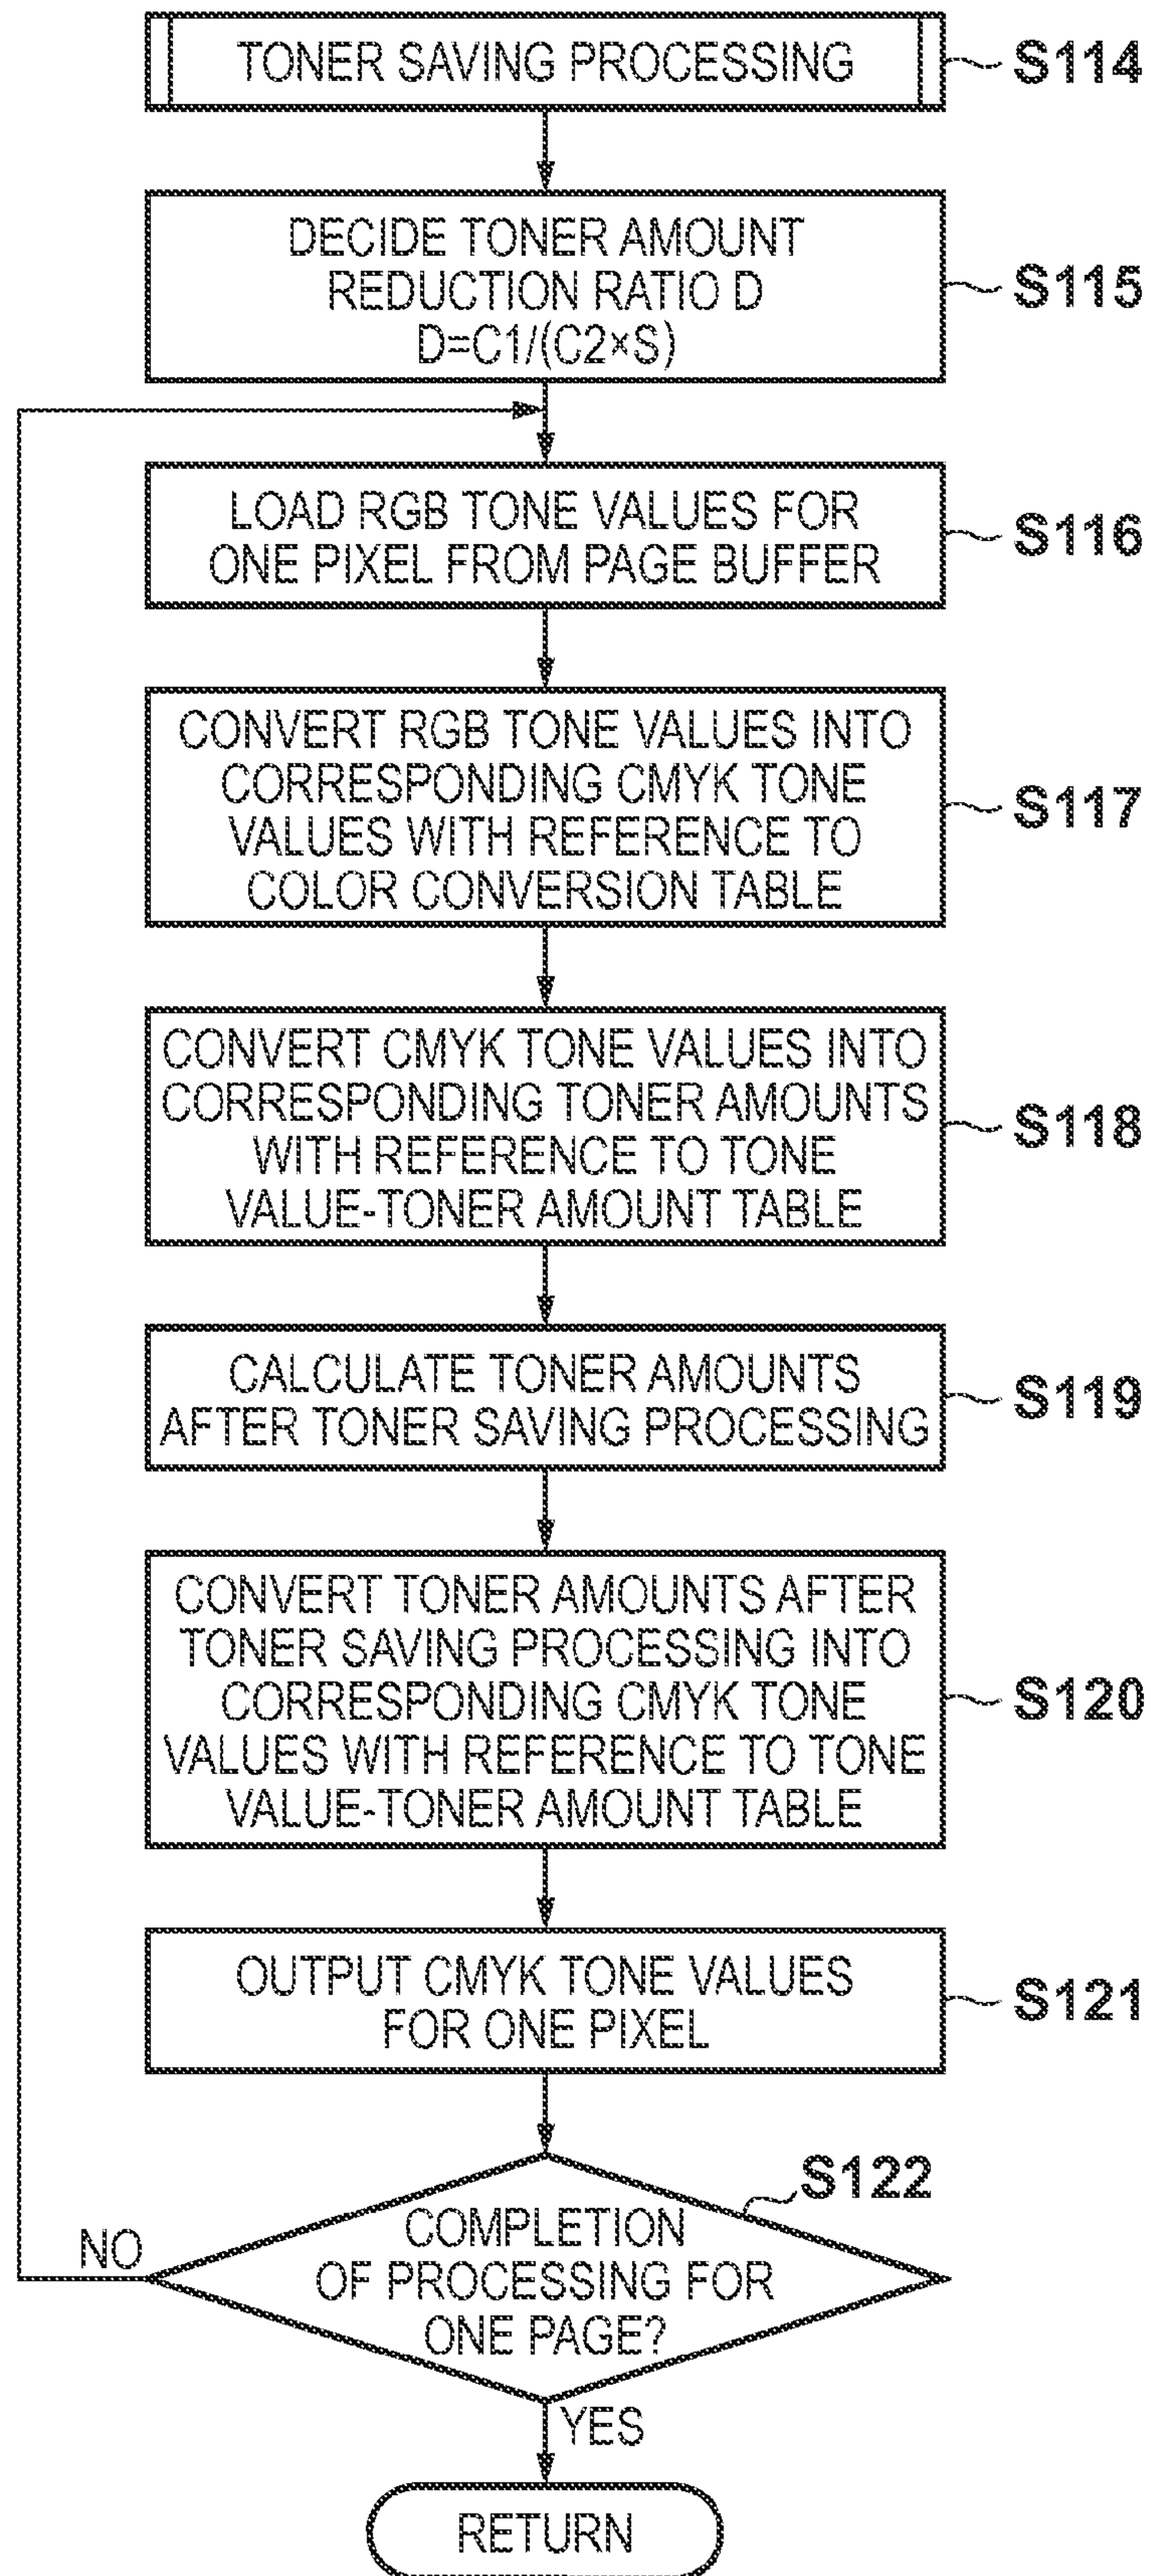 TONER SAVING PROCESSING
S114
DECIDE TONER AMOUNT
REDUCTION RATIO D
D=C1/(C2×S)
S115
LOAD RGB TONE VALUES FOR
ONE PIXEL FROM PAGE BUFFER
S116
CONVERT RGB TONE VALUES INTO
CORRESPONDING CMYK TONE
VALUES WITH REFERENCE TO
COLOR CONVERSION TABLE
S117
CONVERT CMYK TONE VALUES INTO
CORRESPONDING TONER AMOUNTS
WITH REFERENCE TO TONE
VALUE-TONER AMOUNT TABLE
S118
CALCULATE TONER AMOUNTS
AFTER TONER SAVING PROCESSING
S119
CONVERT TONER AMOUNTS AFTER
TONER SAVING PROCESSING INTO
CORRESPONDING CMYK TONE
VALUES WITH REFERENCE TO TONE
VALUE-TONER AMOUNT TABLE
S120
OUTPUT CMYK TONE VALUES
FOR ONE PIXEL
S121
S122
COMPLETION
OF PROCESSING FOR
ONE PAGE?
NO
YES
RETURN